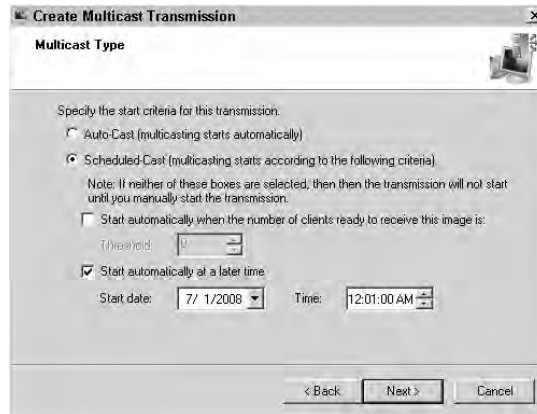 Create Multicast Transmission
Multicast Type
Specify the start criteria for this transmission.
Auto-Cast (multicasting starts automatically)
Scheduled-Cast (multicasting starts according to the following criteria)
Note: If neither of these boxes are selected, then then the transmission will not start
until you manually start the transmission.
Start automatically when the number of clients ready to receive this image is:
Threshold: 0
Start automatically at a later time
Start date: 7/ 1/2008 Time: 12:01:00 AM
< Back Next > Cancel